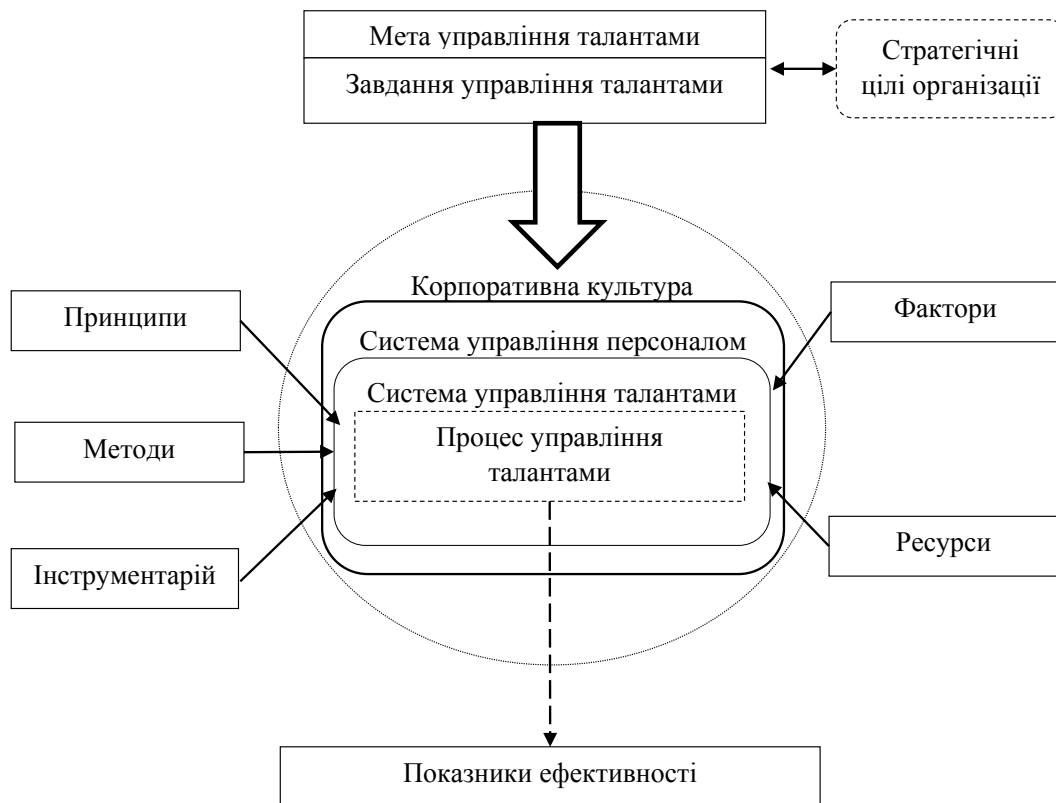 Мета управління талантами
Завдання управління талантами
Стратегічні
цілі організації
Корпоративна культура
Принципи
Фактори
Система управління персоналом
Система управління талантами
Процес управління
талантами
Методи
Інструментарій
Ресурси
Показники ефективності